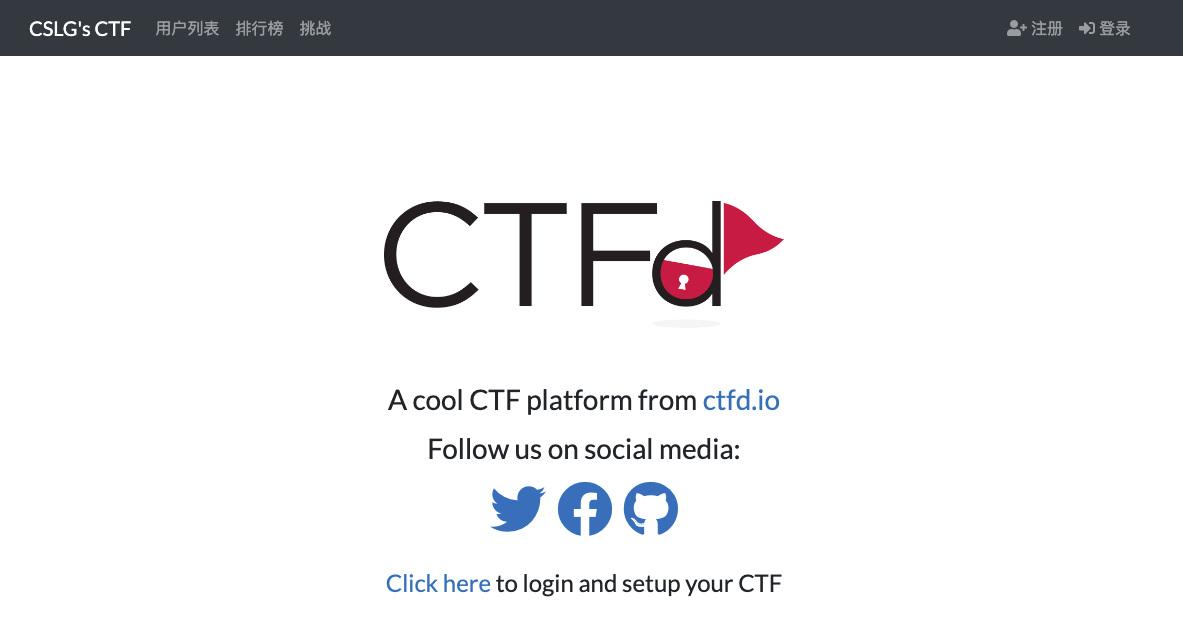 CSLG's CTF 用户列表 排行榜 挑战 注册 登录
CTFd
A cool CTF platform from ctfd.io
Follow us on social media:
Click here to login and setup your CTF